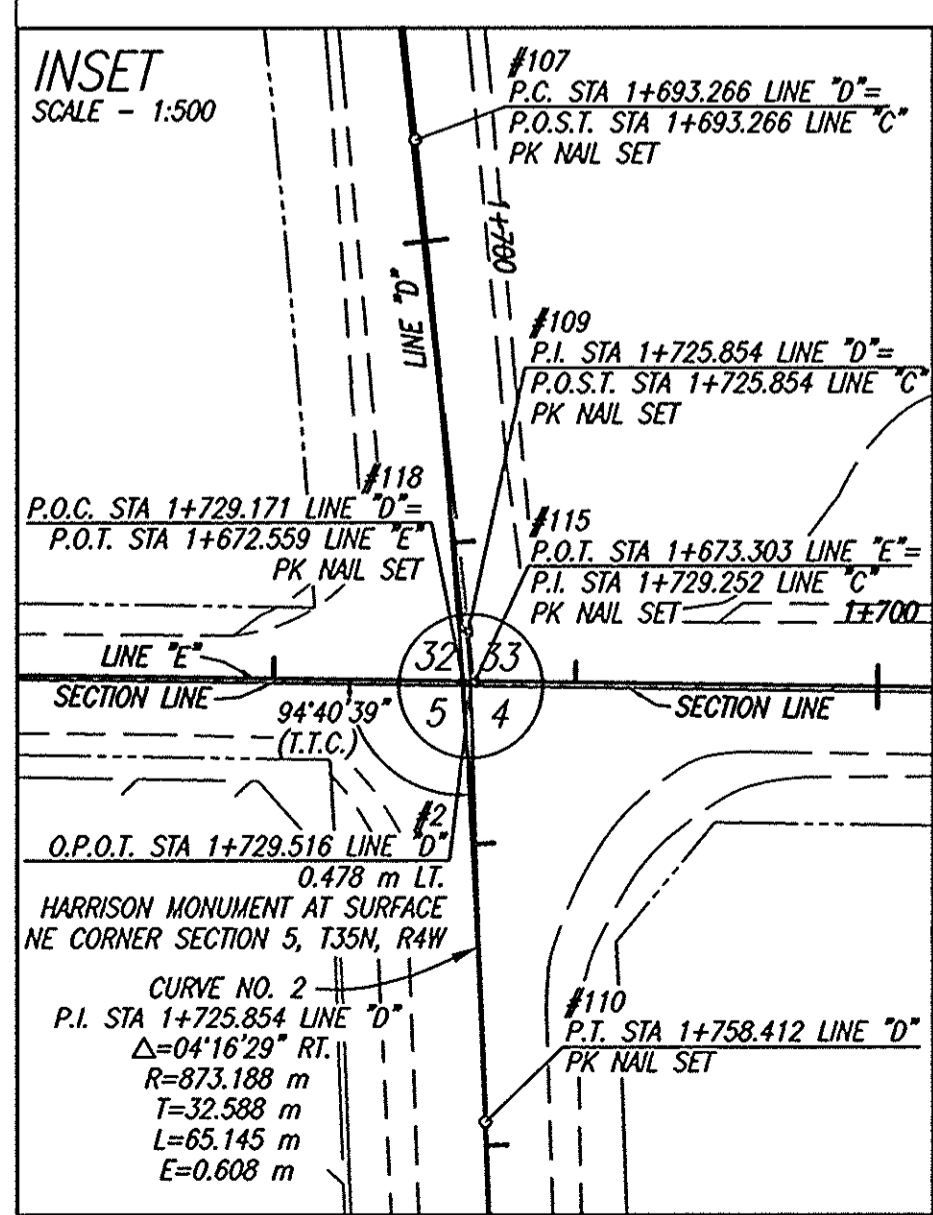 INSET
SCALE - 1:500
#107
P.C. STA 1+693.266 LINE "D"=
P.O.S.T. STA 1+693.266 LINE "C"
PK NAIL SET
1+700
LINE "D"
#109
P.I. STA 1+725.854 LINE "D"=
P.O.S.T. STA 1+725.854 LINE "C"
PK NAIL SET
#118
P.O.C. STA 1+729.171 LINE "D"=
P.O.T. STA 1+672.559 LINE "E"
PK NAIL SET
#115
P.O.T. STA 1+673.303 LINE "E"=
P.I. STA 1+729.252 LINE "C"
PK NAIL SET
1+700
LINE "E"
SECTION LINE
32 33
5 4
SECTION LINE
94°40'39"
(T.T.C.)
#2
O.P.O.T. STA 1+729.516 LINE "D"
0.478 m LT.
HARRISON MONUMENT AT SURFACE
NE CORNER SECTION 5, T35N, R4W
CURVE NO. 2
P.I. STA 1+725.854 LINE "D"
Δ=04°16'29" RT.
R=873.188 m
T=32.588 m
L=65.145 m
E=0.608 m
#110
P.T. STA 1+758.412 LINE "D"
PK NAIL SET